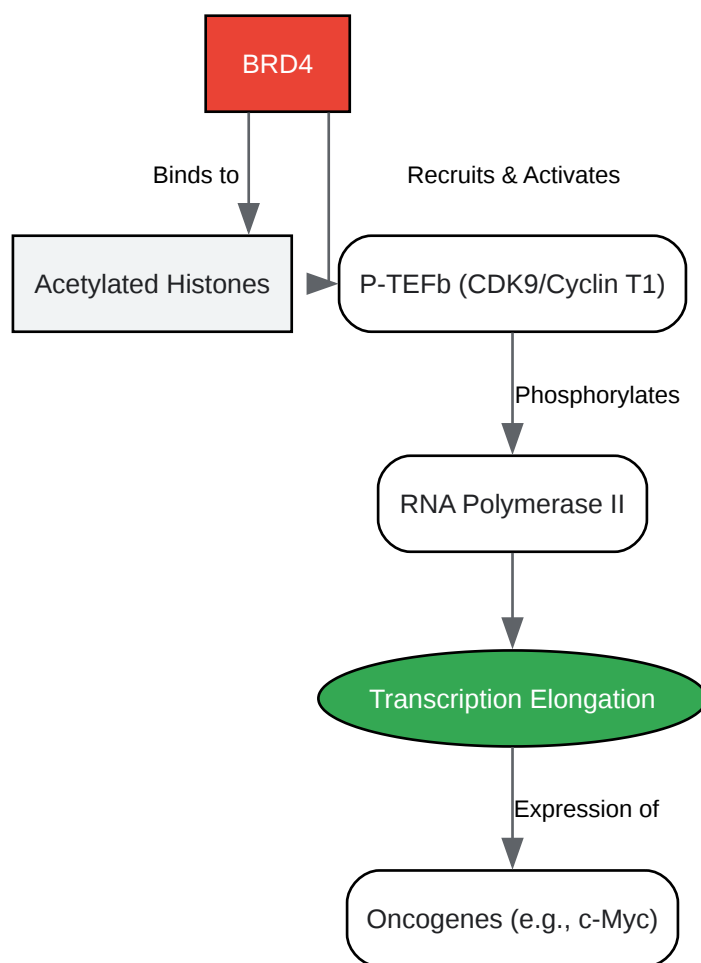 BRD4
Binds to
Recruits & Activates
Acetylated Histones
P-TEFb (CDK9/Cyclin T1)
Phosphorylates
RNA Polymerase II
Transcription Elongation
Expression of
Oncogenes (e.g., c-Myc)